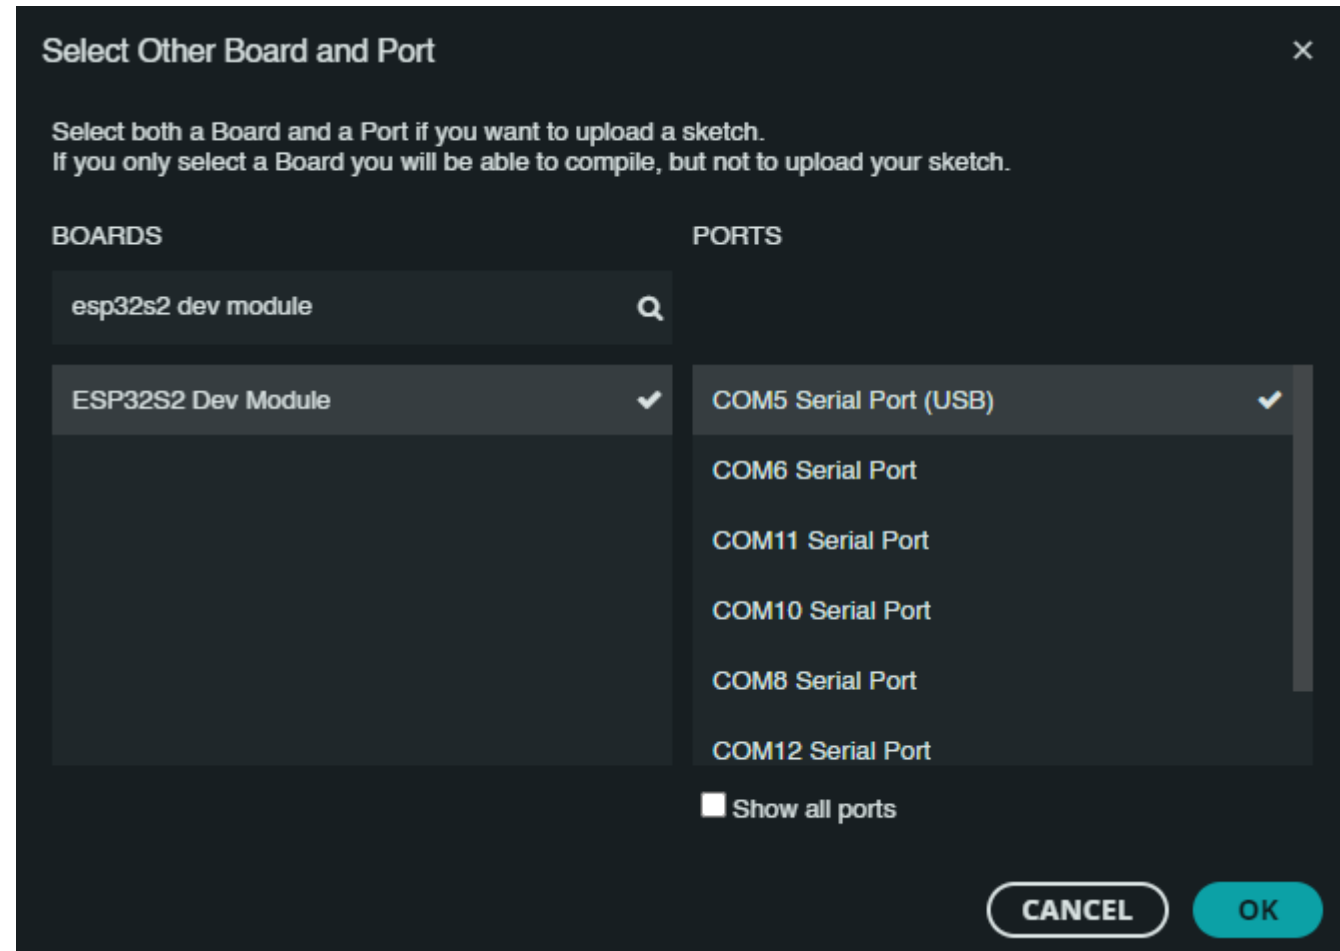 Select Other Board and Port
Select both a Board and a Port if you want to upload a sketch.
If you only select a Board you will be able to compile, but not to upload your sketch.
BOARDS
PORTS
esp32s2 dev module
ESP32S2 Dev Module
COM5 Serial Port (USB)
COM6 Serial Port
COM11 Serial Port
COM10 Serial Port
COM8 Serial Port
COM12 Serial Port
Show all ports
CANCEL
OK